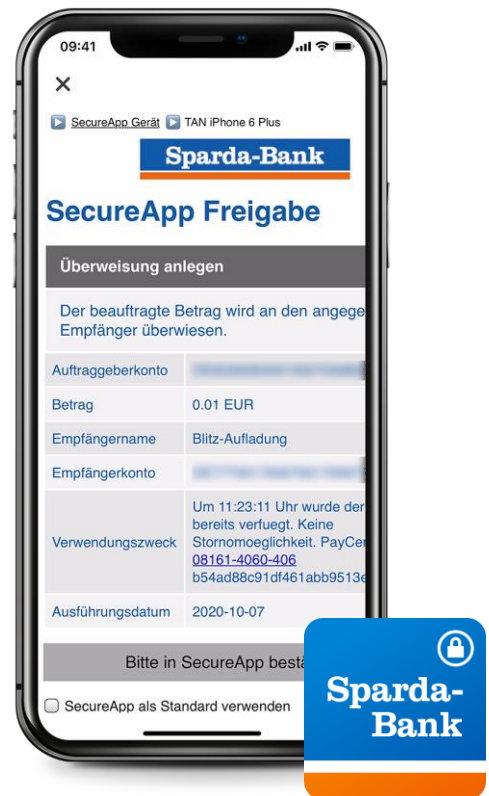 09:41
SecureApp Gerät TAN iPhone 6 Plus
Sparda-Bank
SecureApp Freigabe
Überweisung anlegen
Der beauftragte Betrag wird an den angege
Empfänger überwiesen.
Auftraggeberkonto
Betrag 0.01 EUR
Empfängername Blitz-Aufladung
Empfängerkonto
Verwendungszweck
Um 11:23:11 Uhr wurde der
bereits verfuegt. Keine
Stornomoeglichkeit. PayCe
08161-4060-406
b54ad88c91df461abb9513e
Ausführungsdatum 2020-10-07
Bitte in SecureApp bestä
SecureApp als Standard verwenden
Sparda-
Bank